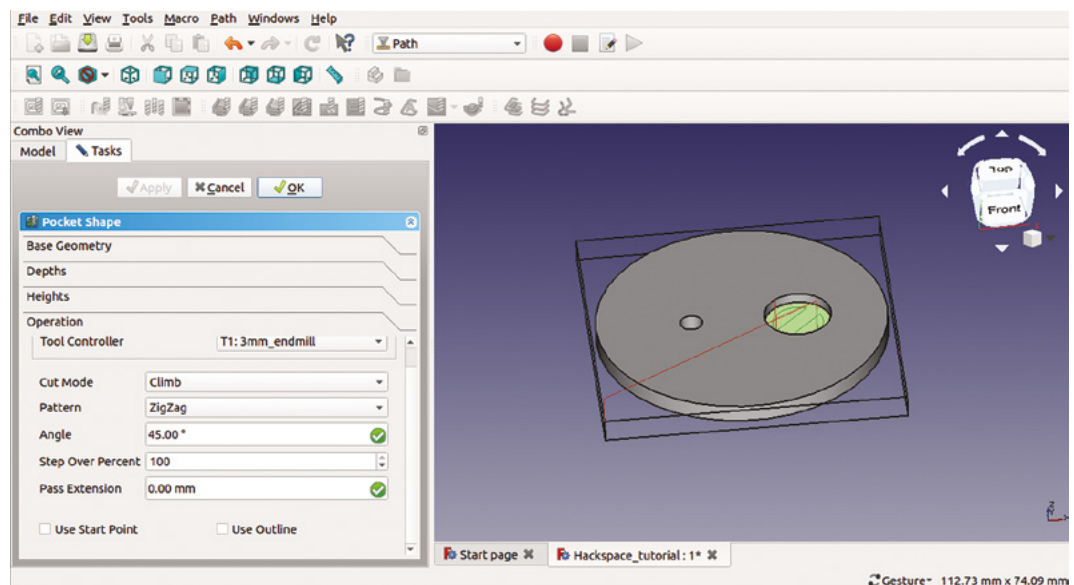 File Edit View Tools Macro Path Windows Help
Path
Combo View
Model Tasks
Apply Cancel OK
Pocket Shape
Base Geometry
Depths
Heights
Operation
Tool Controller T1: 3mm_endmill
Cut Mode Climb
Pattern ZigZag
Angle 45.00 °
Step Over Percent 100
Pass Extension 0.00 mm
Use Start Point Use Outline
Top
Front
Start page Hackspace_tutorial : 1*
Gesture 112.73 mm x 74.09 mm